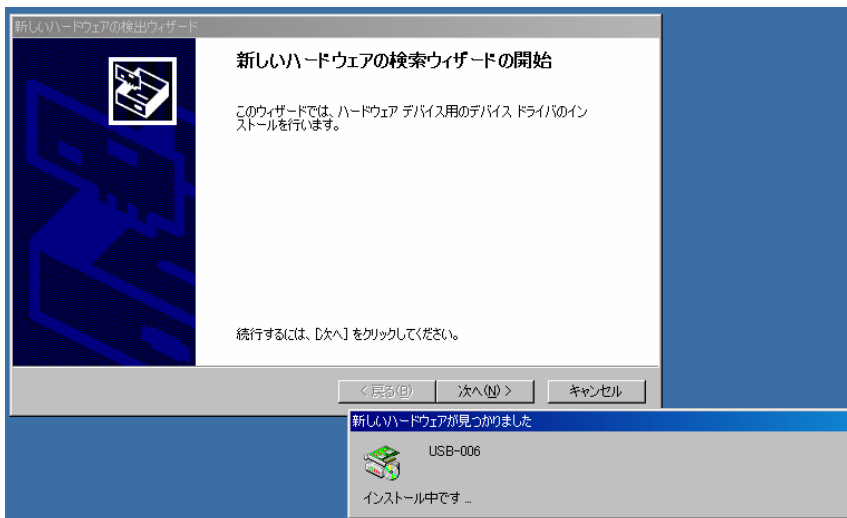 新しいハードウェアの検出ウィザード
新しいハードウェアの検索ウィザードの開始
このウィザードでは、ハードウェア デバイス用のデバイス ドライバのイン
ストールを行います。
続行するには、[次へ] をクリックしてください。
< 戻る(B)
次へ(N) >
キャンセル
新しいハードウェアが見つかりました
USB-006
インストール中です...